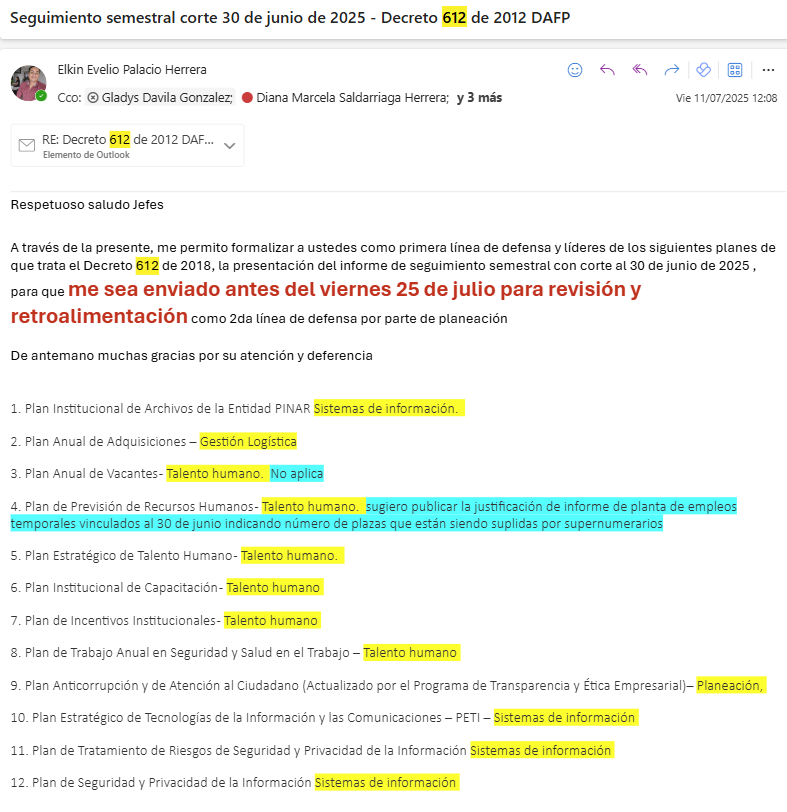 Seguimiento semestral corte 30 de junio de 2025 - Decreto 612 de 2012 DAFP
Elkin Evelio Palacio Herrera
Cco: Gladys Davila Gonzalez; Diana Marcela Saldarriaga Herrera; y 3 más
Vie 11/07/2025 12:08
RE: Decreto 612 de 2012 DAF...
Elemento de Outlook
Respetuoso saludo Jefes
A través de la presente, me permito formalizar a ustedes como primera línea de defensa y líderes de los siguientes planes de
que trata el Decreto 612 de 2018, la presentación del informe de seguimiento semestral con corte al 30 de junio de 2025 ,
para que me sea enviado antes del viernes 25 de julio para revisión y
retroalimentación como 2da línea de defensa por parte de planeación
De antemano muchas gracias por su atención y deferencia
1. Plan Institucional de Archivos de la Entidad PINAR Sistemas de información.
2. Plan Anual de Adquisiciones – Gestión Logística
3. Plan Anual de Vacantes- Talento humano. No aplica
4. Plan de Previsión de Recursos Humanos- Talento humano. sugiero publicar la justificación de informe de planta de empleos
temporales vinculados al 30 de junio indicando número de plazas que están siendo suplidas por supernumerarios
5. Plan Estratégico de Talento Humano- Talento humano.
6. Plan Institucional de Capacitación- Talento humano
7. Plan de Incentivos Institucionales- Talento humano
8. Plan de Trabajo Anual en Seguridad y Salud en el Trabajo – Talento humano
9. Plan Anticorrupción y de Atención al Ciudadano (Actualizado por el Programa de Transparencia y Ética Empresarial)– Planeación,
10. Plan Estratégico de Tecnologías de la Información y las Comunicaciones – PETI – Sistemas de información
11. Plan de Tratamiento de Riesgos de Seguridad y Privacidad de la Información Sistemas de información
12. Plan de Seguridad y Privacidad de la Información Sistemas de información